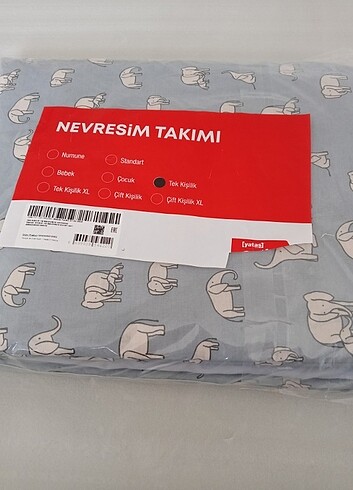 NEVRESİM TAKIMI
Numune
Standart
Bebek
Çocuk
Tek Kişilik
Tek Kişilik XL
Çift Kişilik
Çift Kişilik XL
[yataş]